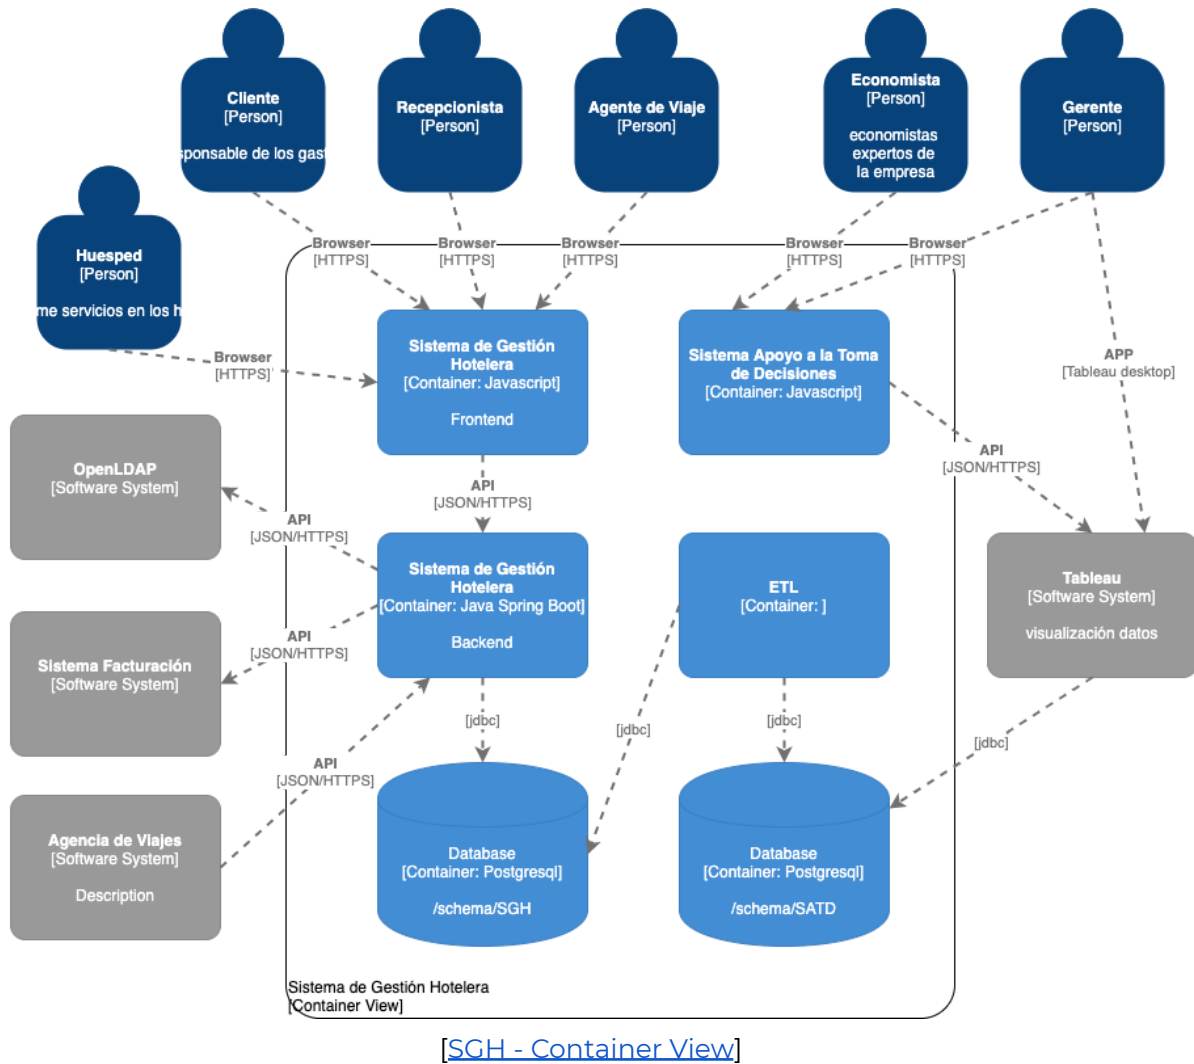 Cliente
[Person]
sponsable de los gast
Recepcionista
[Person]
Agente de Viaje
[Person]
Economista
[Person]
economistas
expertos de
la empresa
Gerente
[Person]
Huesped
[Person]
me servicios en los h
Browser
[HTTPS]
Browser
[HTTPS]
Browser
[HTTPS]
Browser
[HTTPS]
Browser
[HTTPS]
Browser
[HTTPS]
Sistema de Gestión
Hotelera
[Container: Javascript]
Frontend
Sistema Apoyo a la Toma
de Decisiones
[Container: Javascript]
APP
[Tableau desktop]
OpenLDAP
[Software System]
API
[JSON/HTTPS]
API
[JSON/HTTPS]
API
[JSON/HTTPS]
Sistema de Gestión
Hotelera
[Container: Java Spring Boot]
Backend
ETL
[Container: ]
Tableau
[Software System]
visualización datos
Sistema Facturación
[Software System]
API
[JSON/HTTPS]
[jdbc]
[jdbc]
[jdbc]
[jdbc]
API
[JSON/HTTPS]
Agencia de Viajes
[Software System]
Description
Database
[Container: Postgresql]
/schema/SGH
Database
[Container: Postgresql]
/schema/SATD
Sistema de Gestión Hotelera
[Container View]
[SGH - Container View]